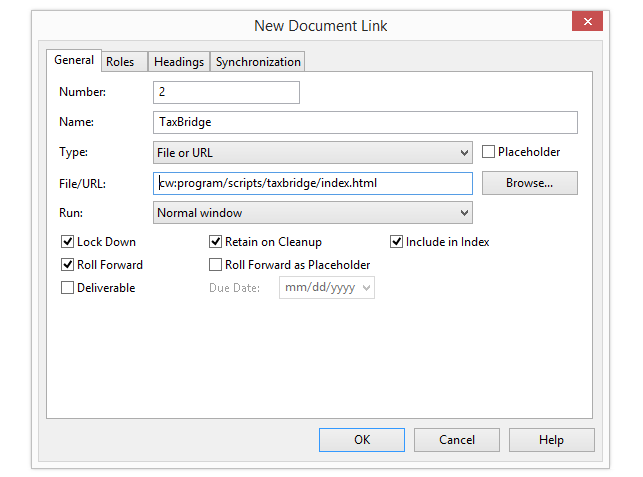 New Document Link
General Roles Headings Synchronization
Number: 2
Name: TaxBridge
Type: File or URL Placeholder
File/URL: cw:program/scripts/taxbridge/index.html Browse...
Run: Normal window
Lock Down Retain on Cleanup Include in Index
Roll Forward Roll Forward as Placeholder
Deliverable Due Date: mm/dd/yyyy
OK Cancel Help